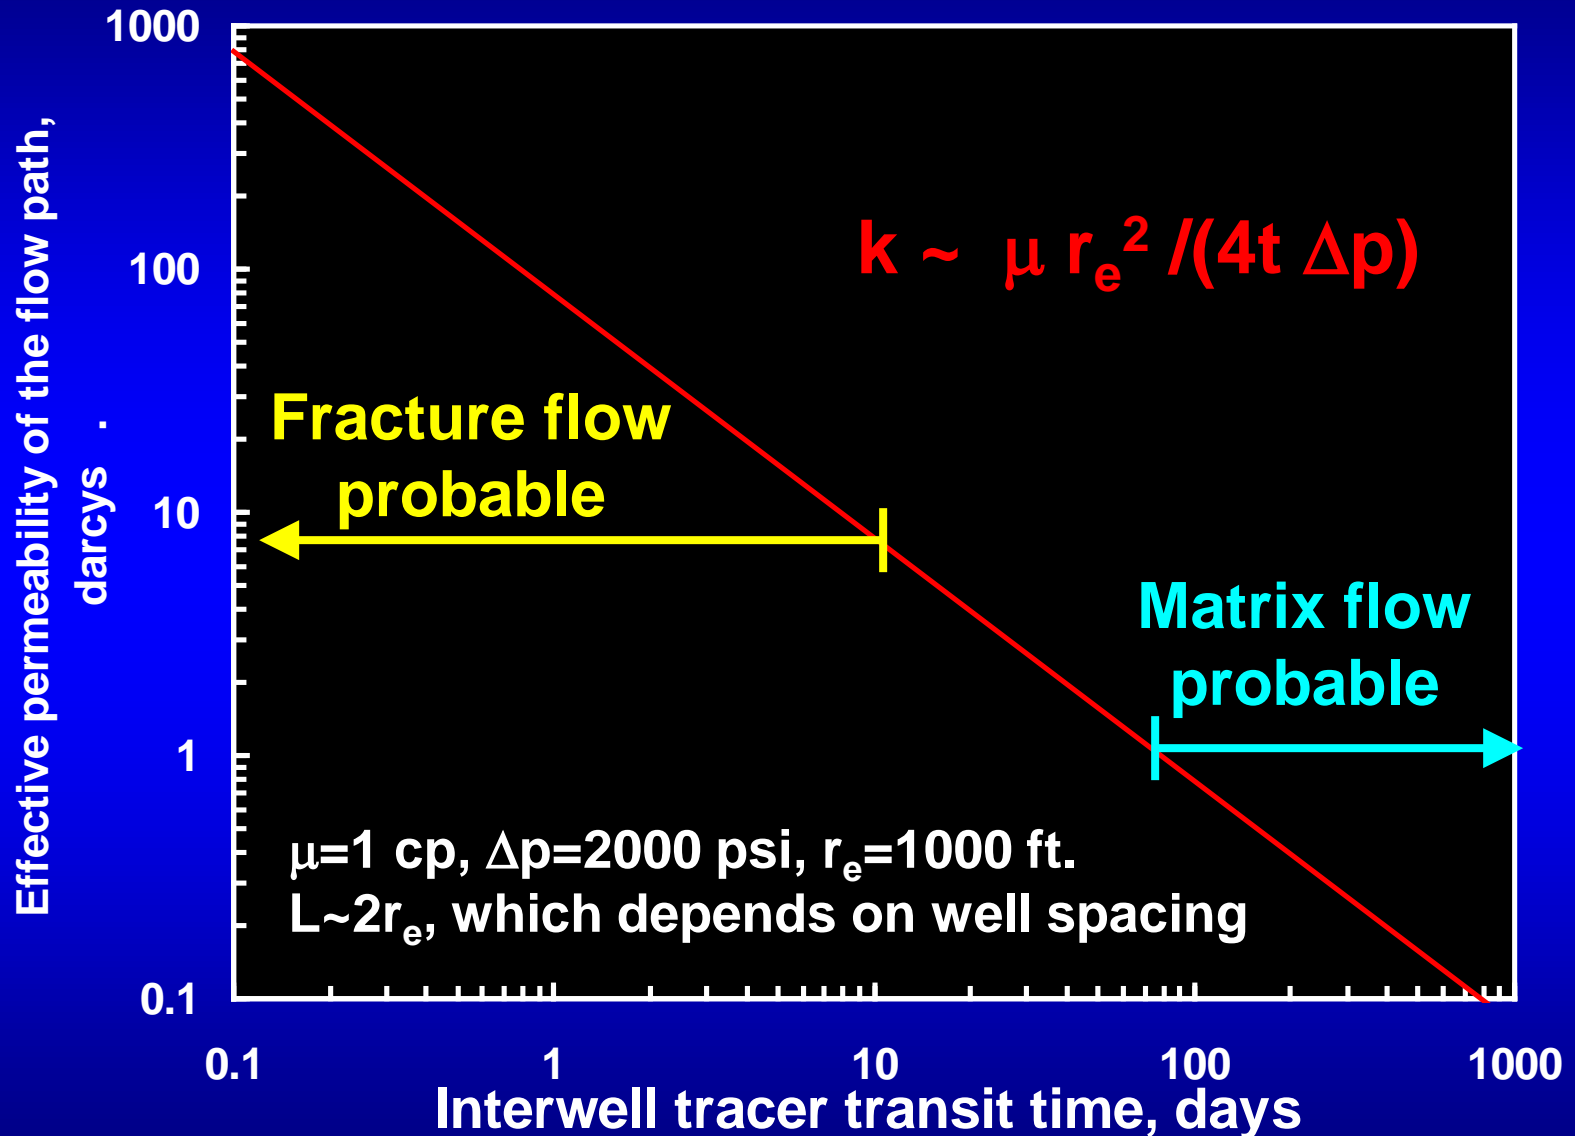 Effective permeability of the flow path,
darcys .
1000
100
10
1
0.1
k ~ μ rₑ² /(4t Δp)
Fracture flow
probable
Matrix flow
probable
μ=1 cp, Δp=2000 psi, rₑ=1000 ft.
L~2rₑ, which depends on well spacing
0.1 1 10 100 1000
Interwell tracer transit time, days